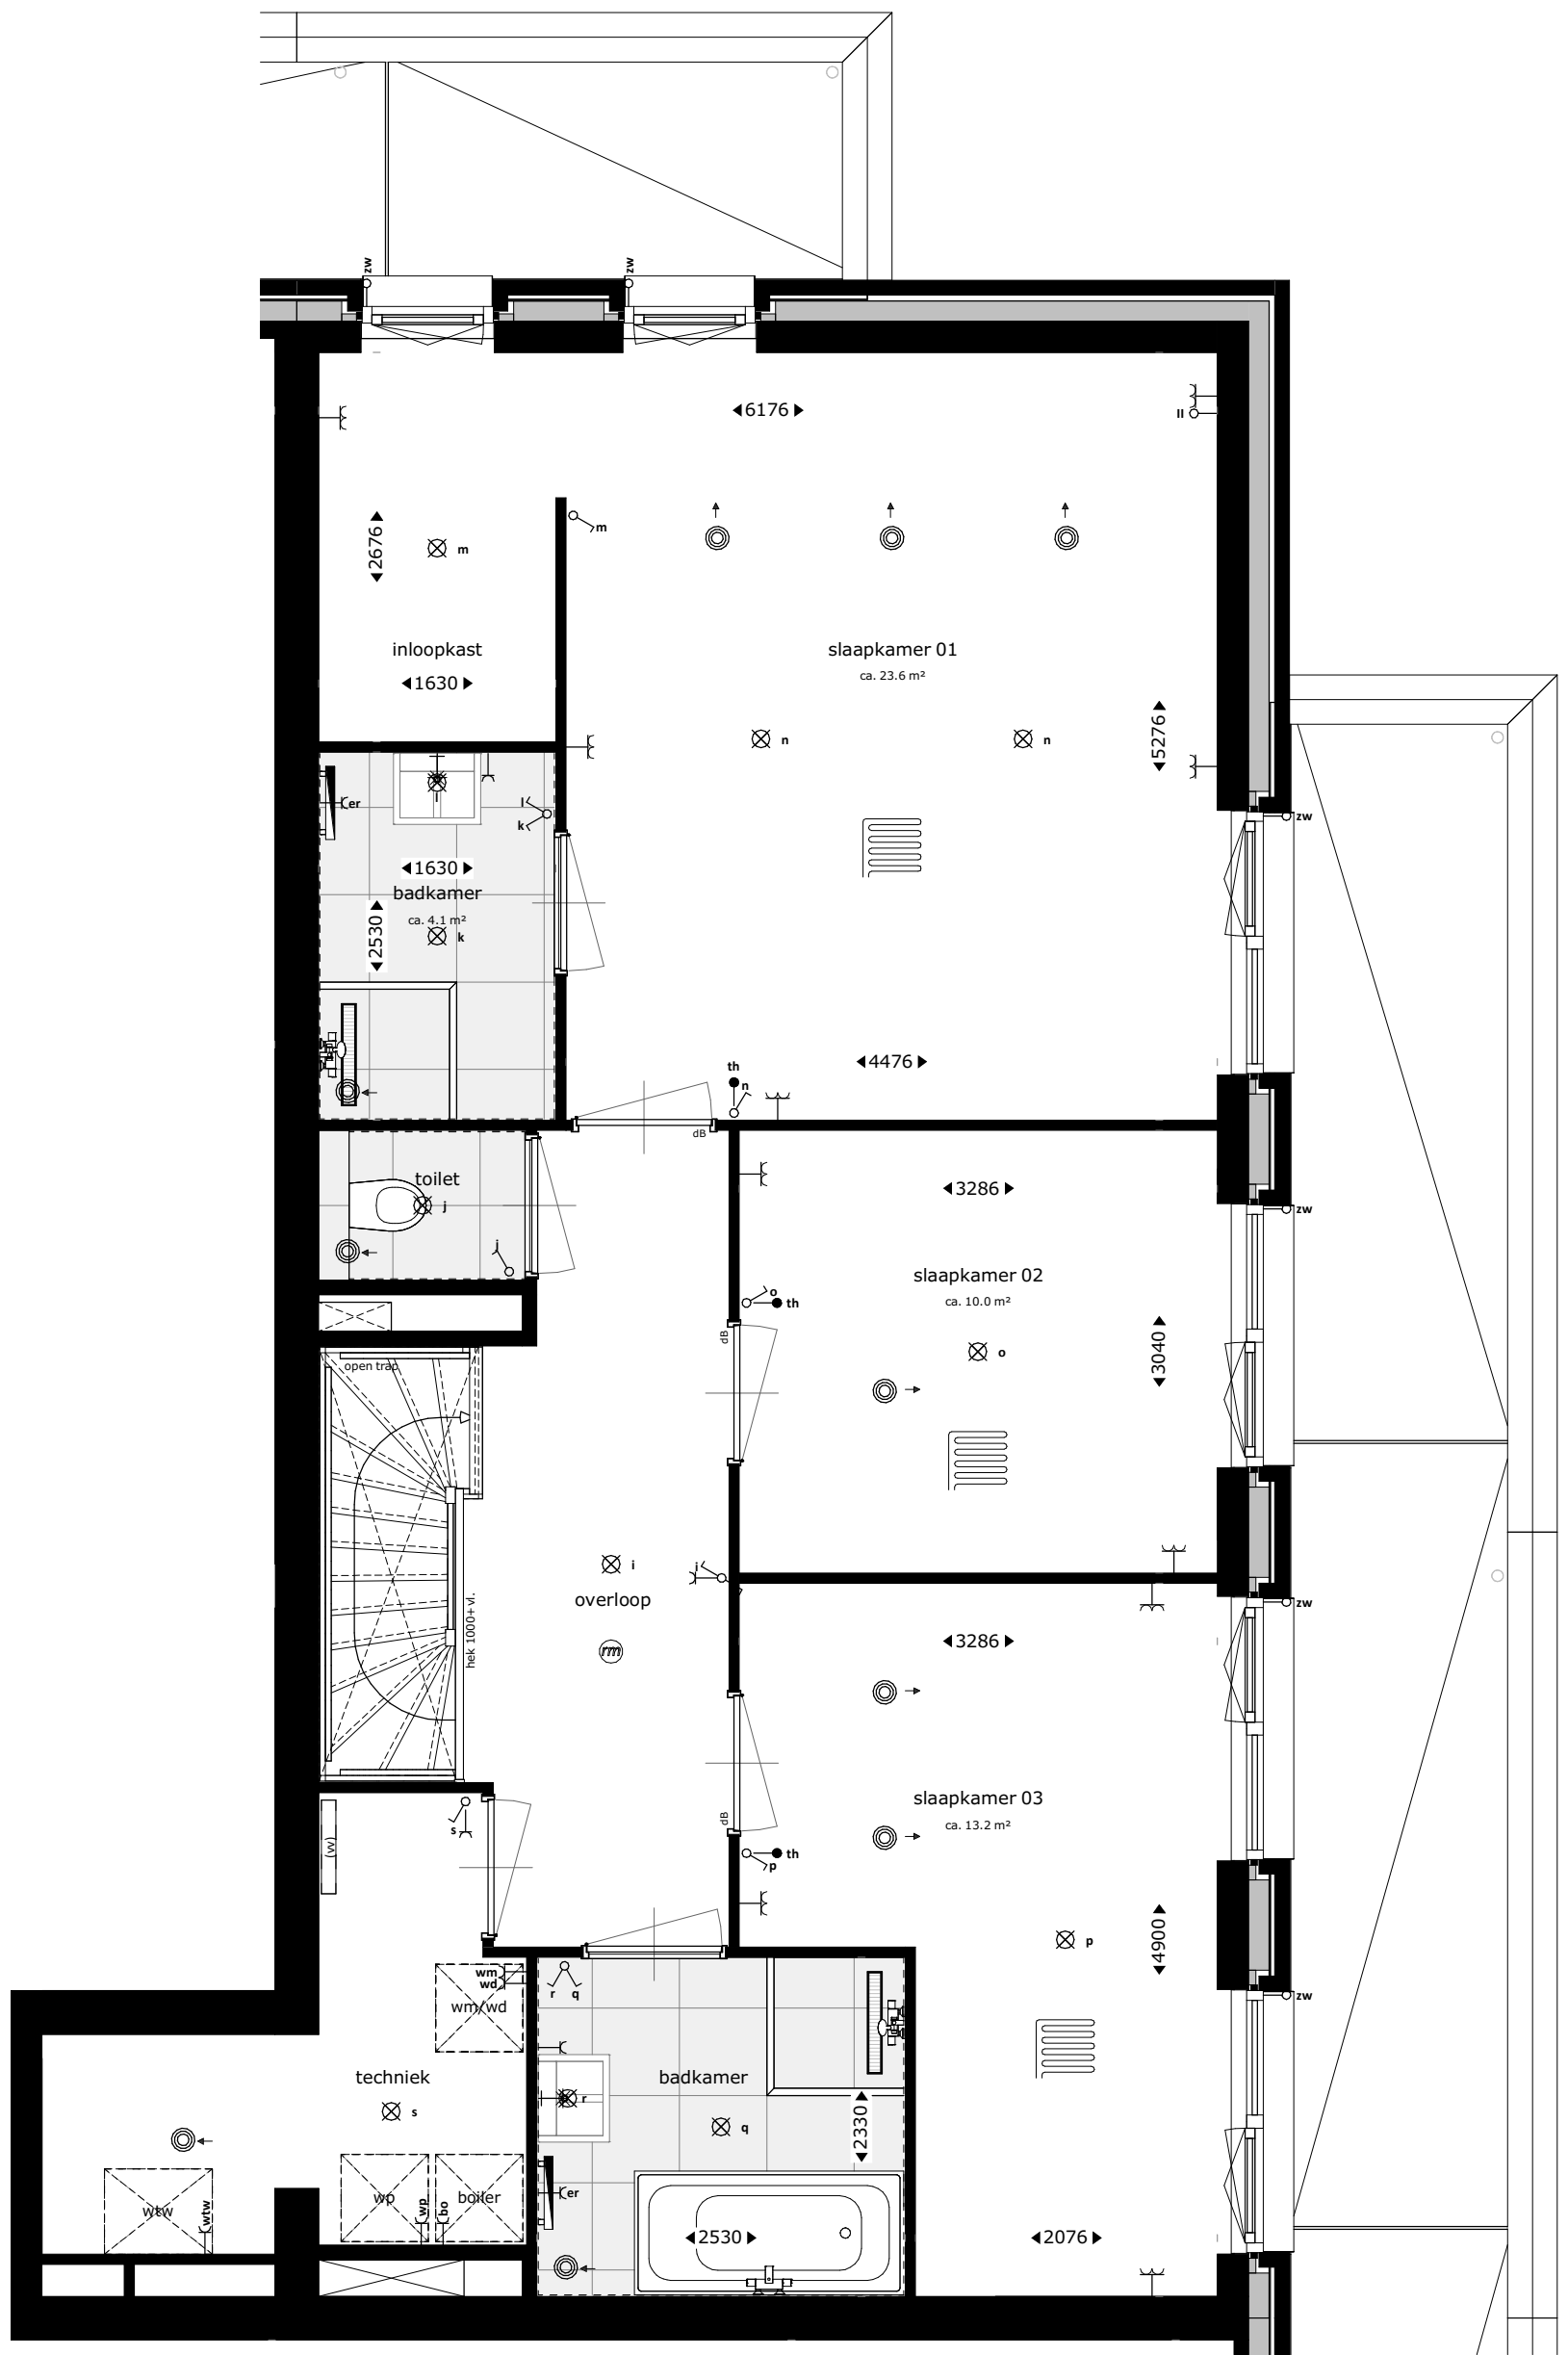 zw
zw
6176
II
m
2676
m
inloopkast
1630
slaapkamer 01
ca. 23.6 m²
n
n
5276
er
l
l
k
zw
1630
badkamer
ca. 4.1 m²
2530
k
4476
th
n
dB
toilet
j
j
3286
zw
slaapkamer 02
ca. 10.0 m²
o
th
dB
3040
o
open trap
i
i
overloop
hek 1000+vl.
rm
3286
zw
slaapkamer 03
ca. 13.2 m²
s
(vv)
dB
th
p
4900
p
zw
wm
wd
wm/wd
r
q
techniek
s
badkamer
r
q
2330
wtw
wtw
wp
wp
bo
boiler
er
2530
2076